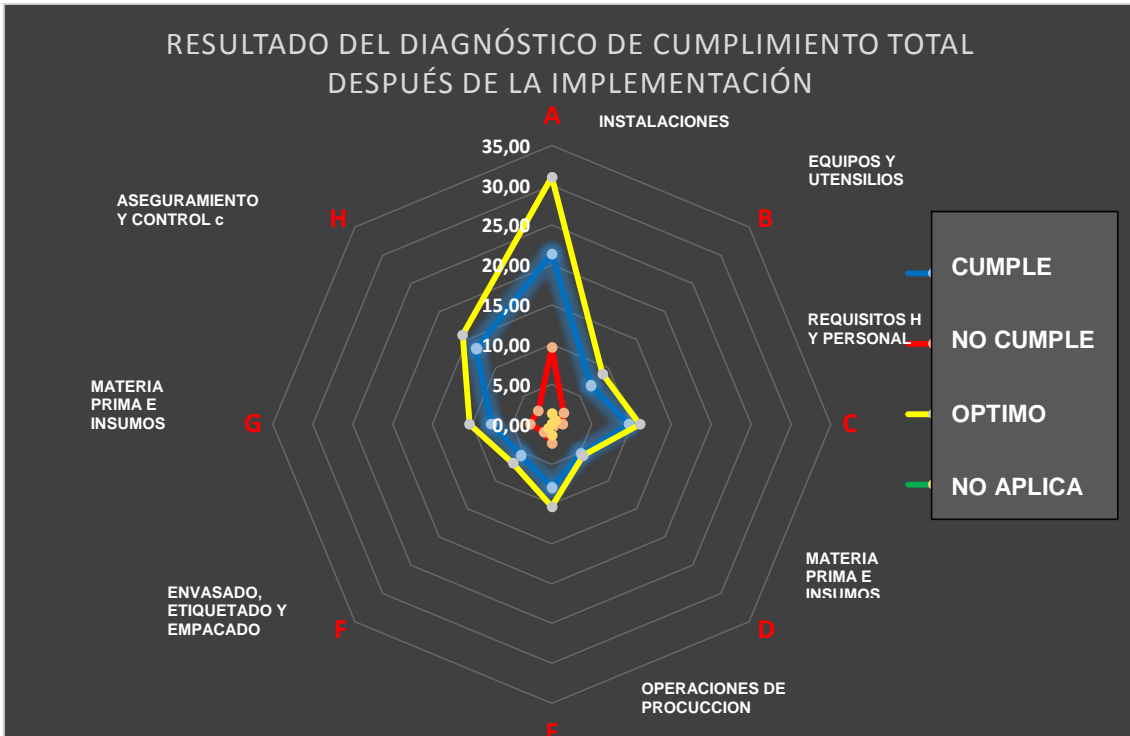 RESULTADO DEL DIAGNÓSTICO DE CUMPLIMIENTO TOTAL
DESPUÉS DE LA IMPLEMENTACIÓN
A
INSTALACIONES
35,00
30,00
25,00
20,00
15,00
10,00
5,00
0,00
EQUIPOS Y
UTENSILIOS
B
REQUISITOS H
Y PERSONAL
C
MATERIA
PRIMA E
INSUMOS
D
OPERACIONES DE
PROCUCCION
E
ENVASADO,
ETIQUETADO Y
EMPACADO
F
MATERIA
PRIMA E
INSUMOS
G
ASEGURAMIENTO
Y CONTROL c
H
CUMPLE
NO CUMPLE
OPTIMO
NO APLICA